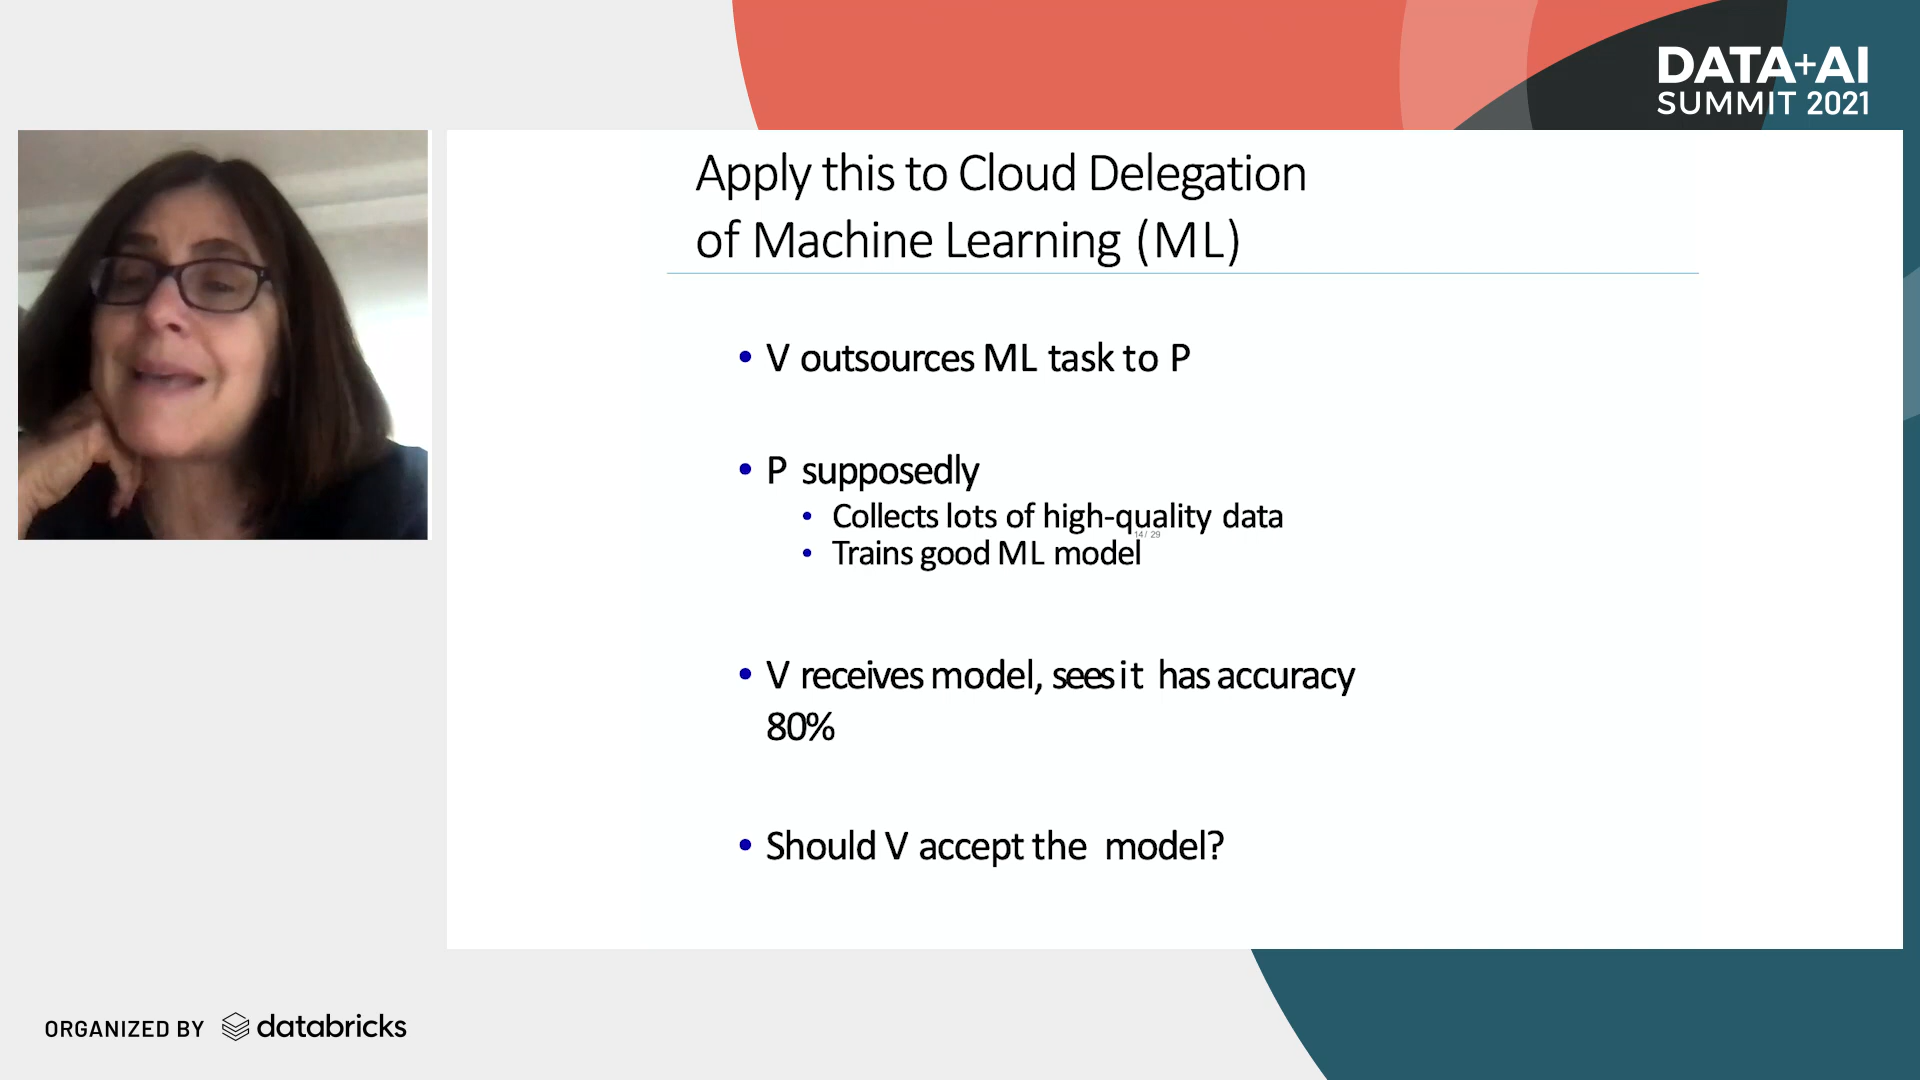 DATA+AI
SUMMIT 2021
Apply this to Cloud Delegation
of Machine Learning (ML)
• V outsources ML task to P
• P supposedly
• Collects lots of high-quality data
14 / 29
• Trains good ML model
• V receives model, sees it has accuracy
80%
• Should V accept the model?
ORGANIZED BY databricks